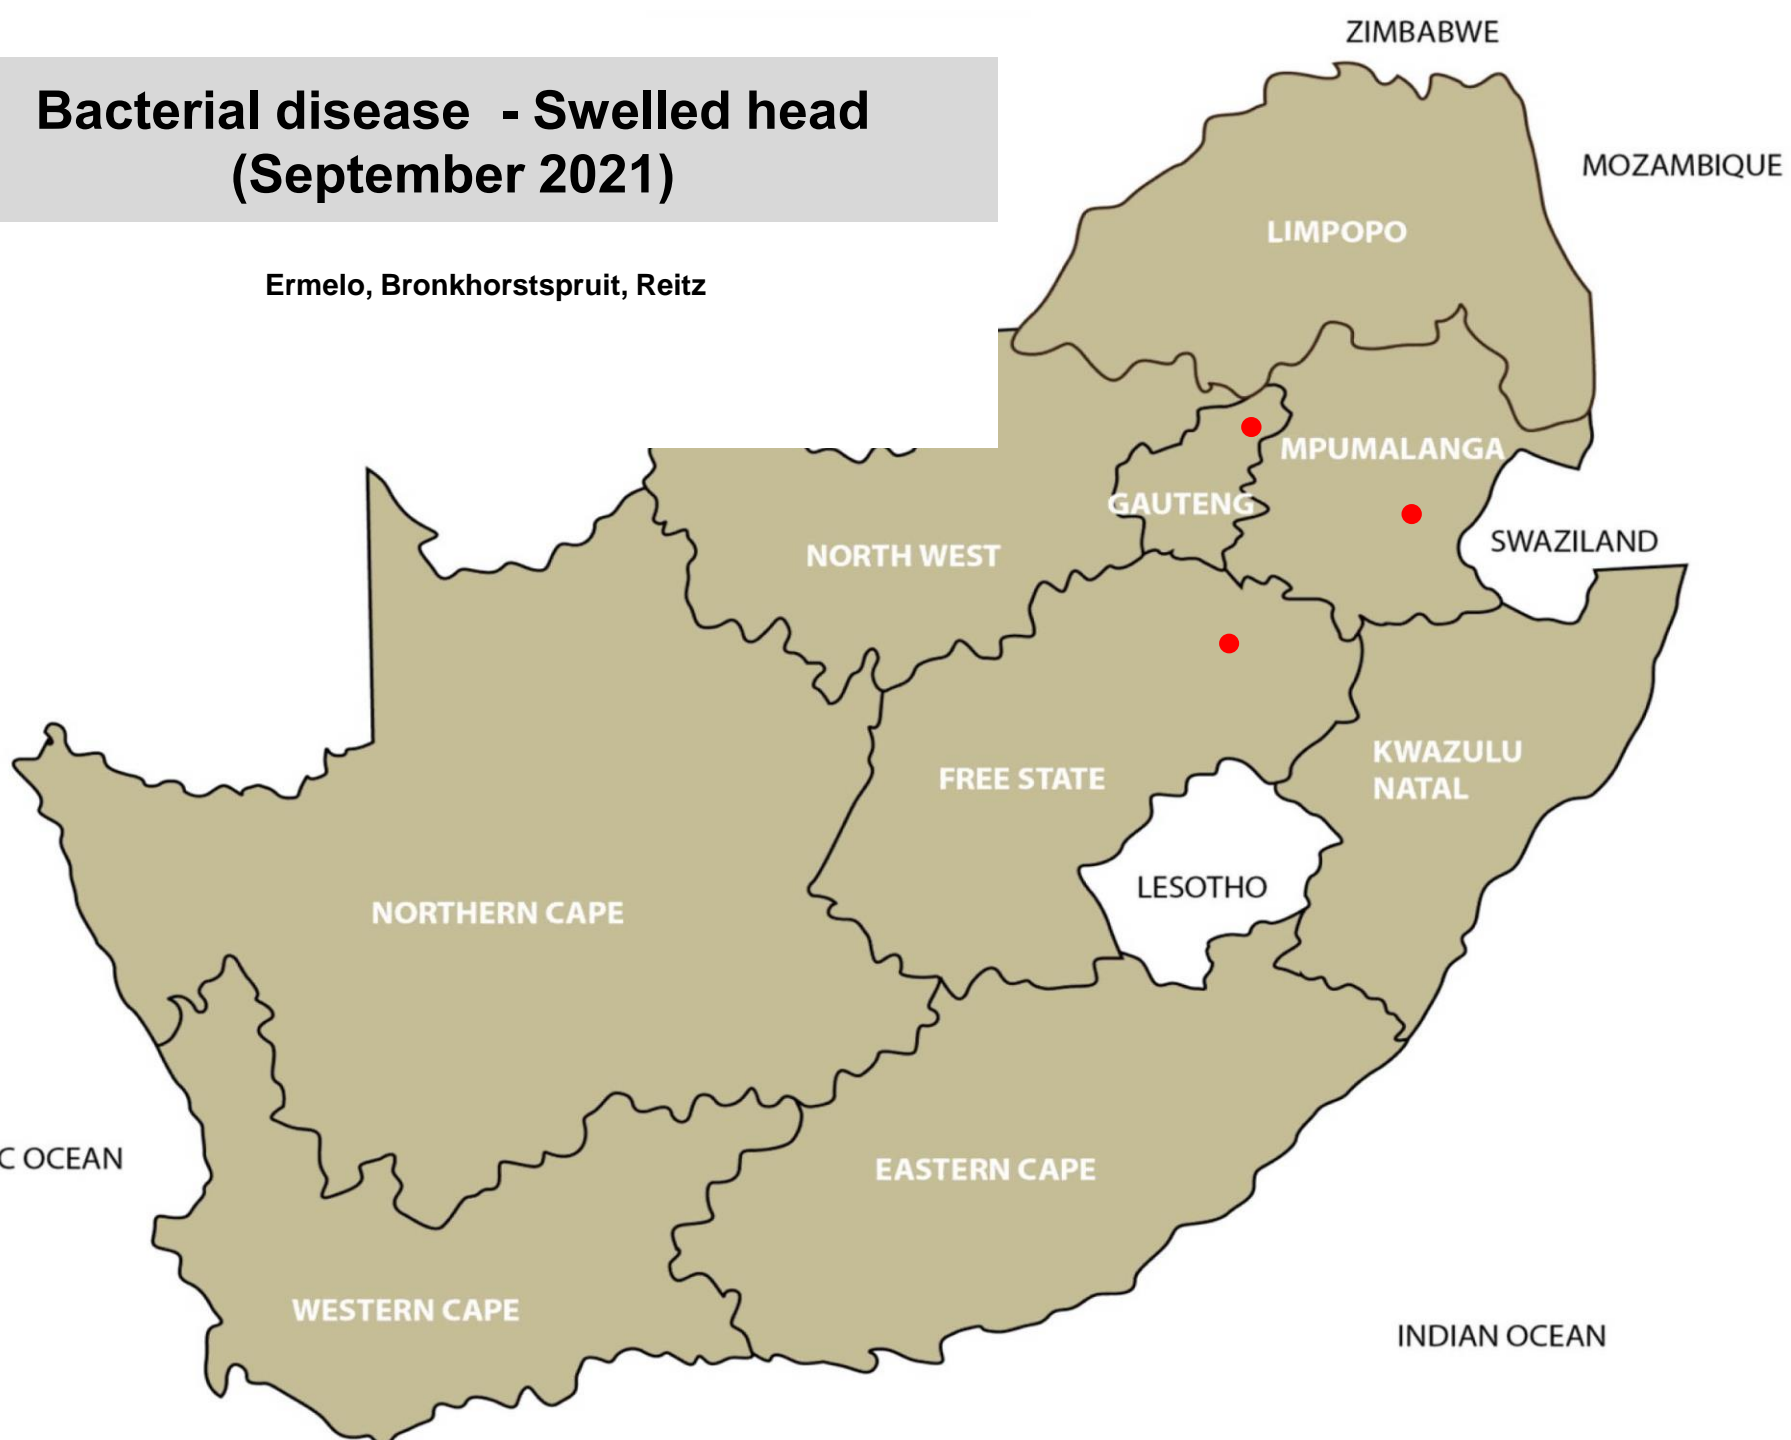 ZIMBABWE
Bacterial disease - Swelled head
(September 2021)
MOZAMBIQUE
LIMPOPO
Ermelo, Bronkhorstspruit, Reitz
MPUMALANGA
GAUTENG
SWAZILAND
NORTH WEST
KWAZULU
NATAL
FREE STATE
LESOTHO
NORTHERN CAPE
C OCEAN
EASTERN CAPE
WESTERN CAPE
INDIAN OCEAN